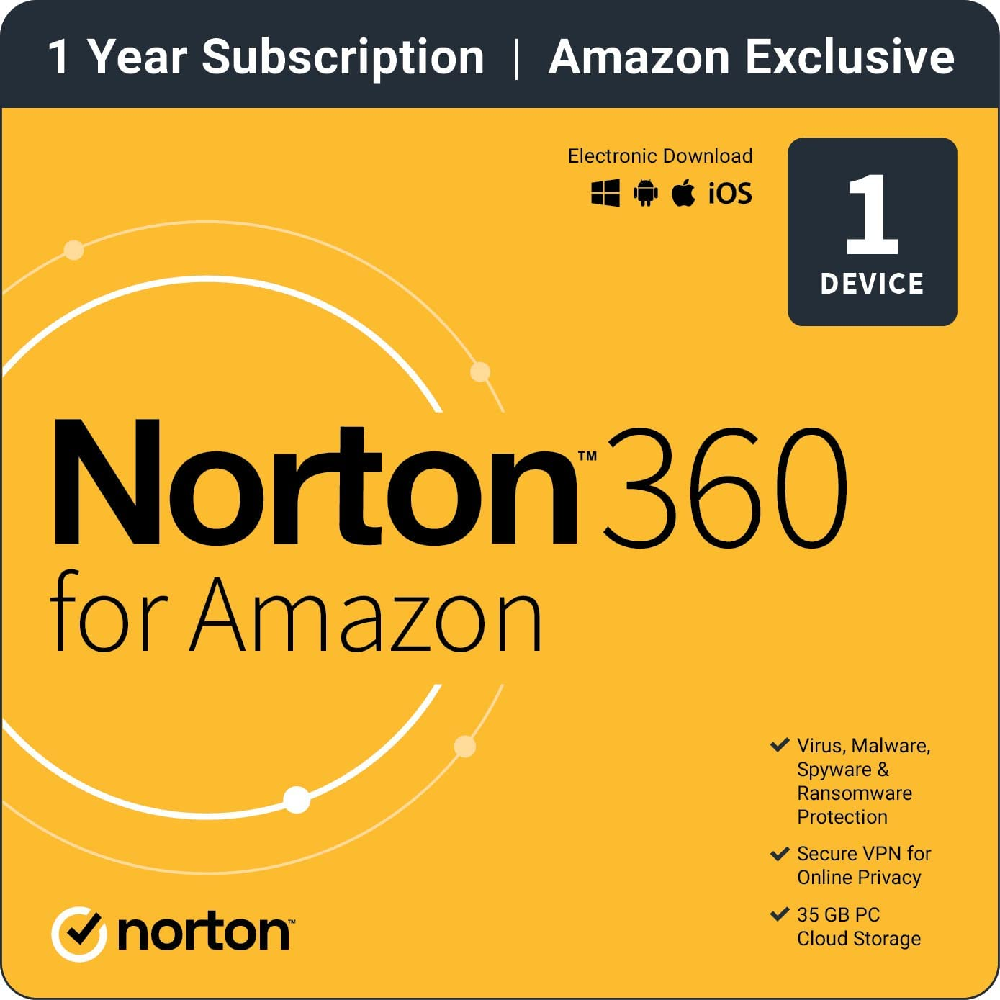 1 Year Subscription | Amazon Exclusive
Electronic Download
iOS
1
DEVICE
Norton™ 360
for Amazon
Virus, Malware,
Spyware &
Ransomware
Protection
Secure VPN for
Online Privacy
35 GB PC
Cloud Storage
norton™